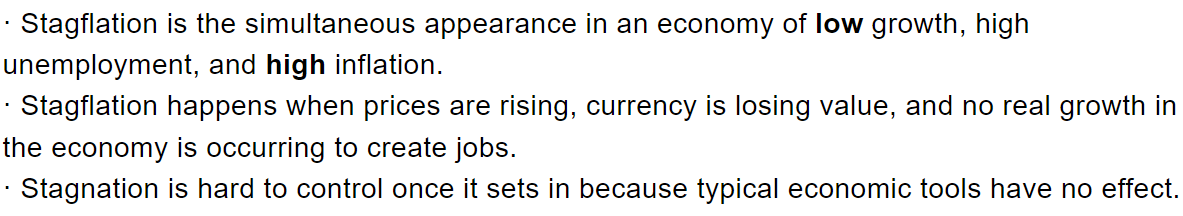 · Stagflation is the simultaneous appearance in an economy of low growth, high
unemployment, and high inflation.
· Stagflation happens when prices are rising, currency is losing value, and no real growth in
the economy is occurring to create jobs.
· Stagnation is hard to control once it sets in because typical economic tools have no effect.